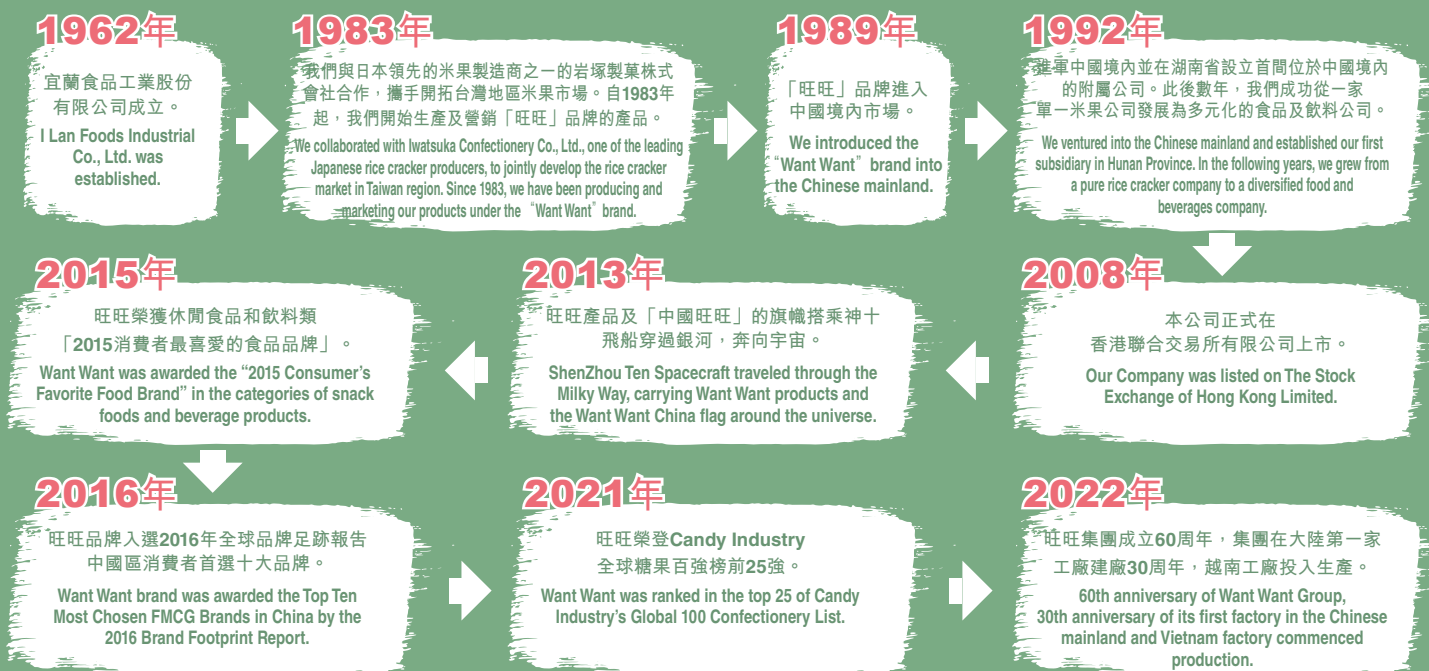 1962年
宜蘭食品工業股份
有限公司成立。
I Lan Foods Industrial
Co., Ltd. was
established.
1983年
我們與日本領先的米果製造商之一的岩塚製菓株式
會社合作，攜手開拓台灣地區米果市場。自1983年
起，我們開始生產及營銷「旺旺」品牌的產品。
We collaborated with Iwatsuka Confectionery Co., Ltd., one of the leading
Japanese rice cracker producers, to jointly develop the rice cracker
market in Taiwan region. Since 1983, we have been producing and
marketing our products under the “Want Want” brand.
1989年
「旺旺」品牌進入
中國境內市場。
We introduced the
“Want Want” brand into
the Chinese mainland.
1992年
進軍中國境內並在湖南省設立首間位於中國境內
的附屬公司。此後數年，我們成功從一家
單一米果公司發展為多元化的食品及飲料公司。
We ventured into the Chinese mainland and established our first
subsidiary in Hunan Province. In the following years, we grew from
a pure rice cracker company to a diversified food and
beverages company.
2008年
本公司正式在
香港聯合交易所有限公司上市。
Our Company was listed on The Stock
Exchange of Hong Kong Limited.
2013年
旺旺產品及「中國旺旺」的旗幟搭乘神十
飛船穿過銀河，奔向宇宙。
ShenZhou Ten Spacecraft traveled through the
Milky Way, carrying Want Want products and
the Want Want China flag around the universe.
2015年
旺旺榮獲休閒食品和飲料類
「2015消費者最喜愛的食品品牌」。
Want Want was awarded the “2015 Consumer’s
Favorite Food Brand” in the categories of snack
foods and beverage products.
2016年
旺旺品牌入選2016年全球品牌足跡報告
中國區消費者首選十大品牌。
Want Want brand was awarded the Top Ten
Most Chosen FMCG Brands in China by the
2016 Brand Footprint Report.
2021年
旺旺榮登Candy Industry
全球糖果百強榜前25強。
Want Want was ranked in the top 25 of Candy
Industry’s Global 100 Confectionery List.
2022年
旺旺集團成立60周年，集團在大陸第一家
工廠建廠30周年，越南工廠投入生產。
60th anniversary of Want Want Group,
30th anniversary of its first factory in the Chinese
mainland and Vietnam factory commenced
production.